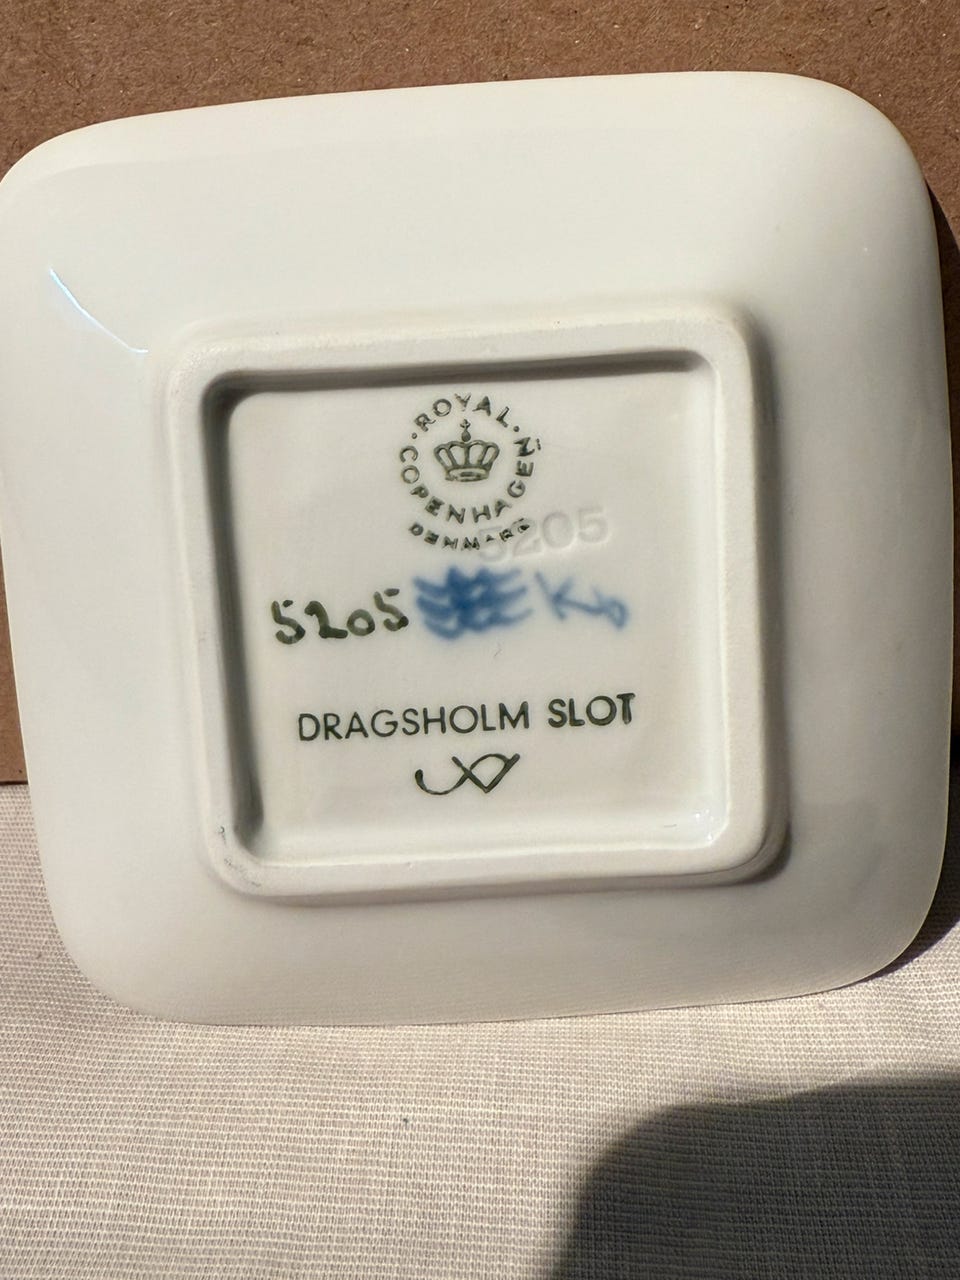 ROYAL
COPENHAGEN
DENMARK
5205
5205
DRAGSHOLM SLOT